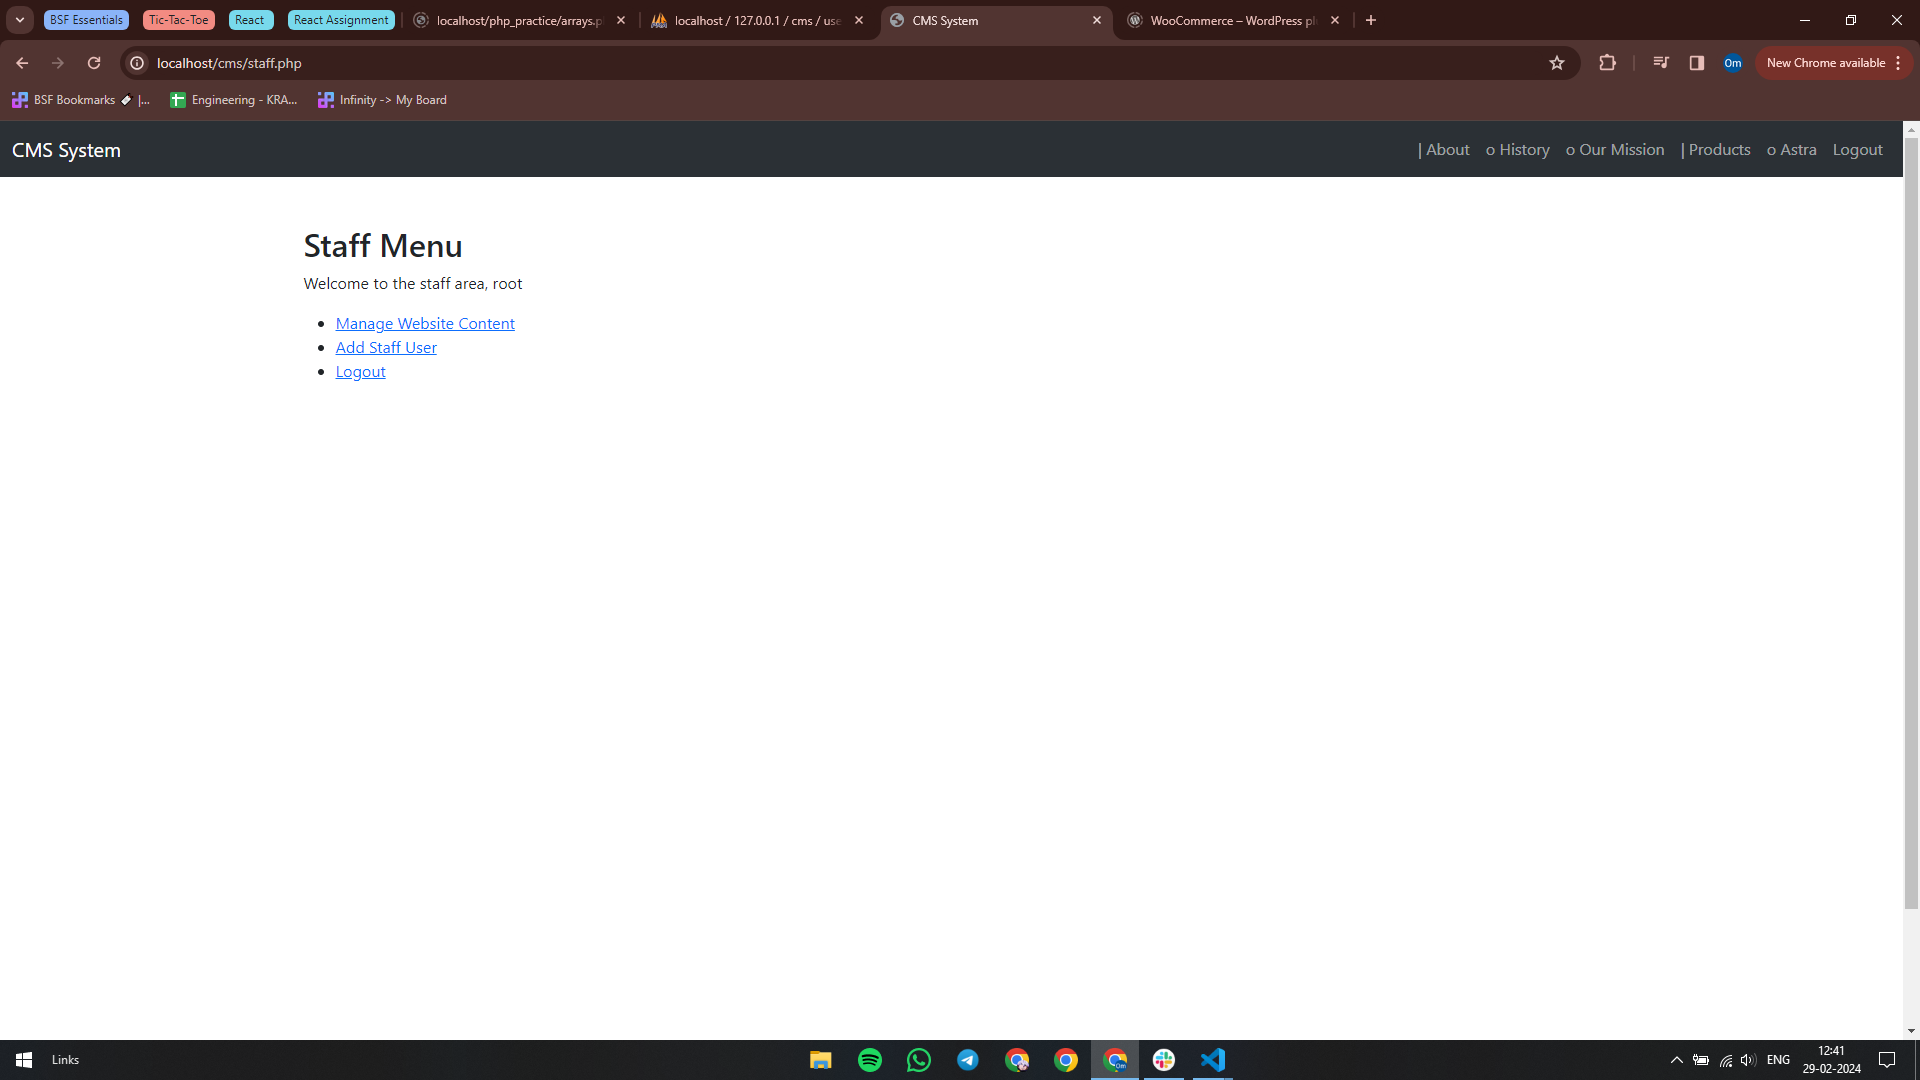 BSF Essentials Tic-Tac-Toe React React Assignment localhost/php_practice/arrays.p localhost / 127.0.0.1 / cms / use CMS System WooCommerce – WordPress pl
localhost/cms/staff.php Om New Chrome available
BSF Bookmarks |... Engineering - KRA... Infinity -> My Board
CMS System | About o History o Our Mission | Products o Astra Logout
Staff Menu
Welcome to the staff area, root
• Manage Website Content
• Add Staff User
• Logout
Links Om ENG 12:41
29-02-2024